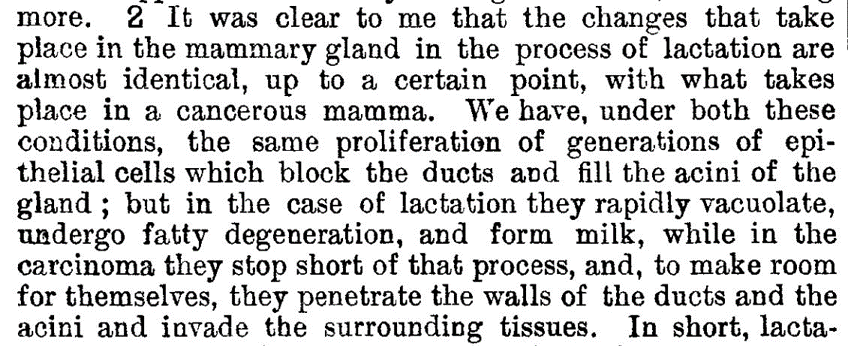 more. 2 It was clear to me that the changes that take
place in the mammary gland in the process of lactation are
almost identical, up to a certain point, with what takes
place in a cancerous mamma. We have, under both these
conditions, the same proliferation of generations of epi-
thelial cells which block the ducts and fill the acini of the
gland ; but in the case of lactation they rapidly vacuolate,
undergo fatty degeneration, and form milk, while in the
carcinoma they stop short of that process, and, to make room
for themselves, they penetrate the walls of the ducts and the
acini and invade the surrounding tissues. In short, lacta-